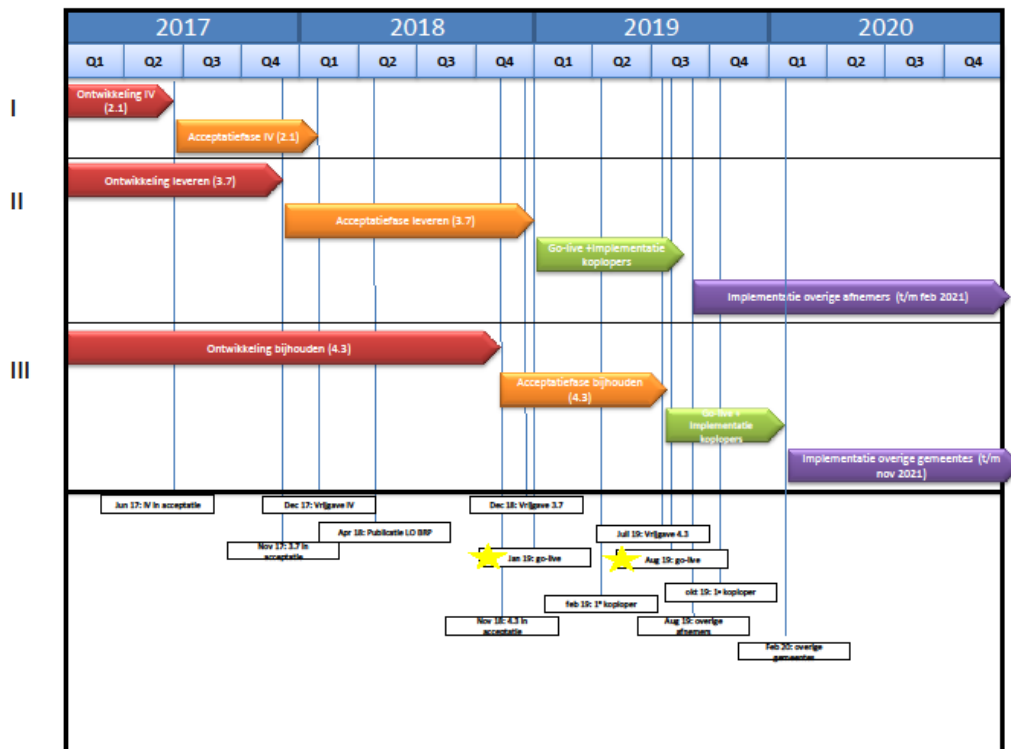 2017 2018 2019 2020
Q1 Q2 Q3 Q4 Q1 Q2 Q3 Q4 Q1 Q2 Q3 Q4 Q1 Q2 Q3 Q4
I
Ontwikkeling IV
(2.1)
Acceptatiefase IV (2.1)
II
Ontwikkeling leveren (3.7)
Acceptatiefase leveren (3.7)
Go-live +Implementatie
koplopers
Implementatie overige afnemers (t/m feb 2021)
III
Ontwikkeling bijhouden (4.3)
Acceptatiefase bijhouden
(4.3)
Go-live +
Implementatie
koplopers
Implementatie overige gemeentes (t/m
nov 2021)
Jun 17: IV in acceptatie
Dec 17: Vrijgave IV
Dec 18: Vrijgave 3.7
Apr 18: Publicatie LO BRP
Juli 19: Vrijgave 4.3
Nov 17: 3.7 in
acceptatie
Jan 19: go-live
Aug 19: go-live
okt 19: 1e koploper
feb 19: 1e koploper
Nov 18: 4.3 in
acceptatie
Aug 19: overige
afnemers
Feb 20: overige
gemeentes